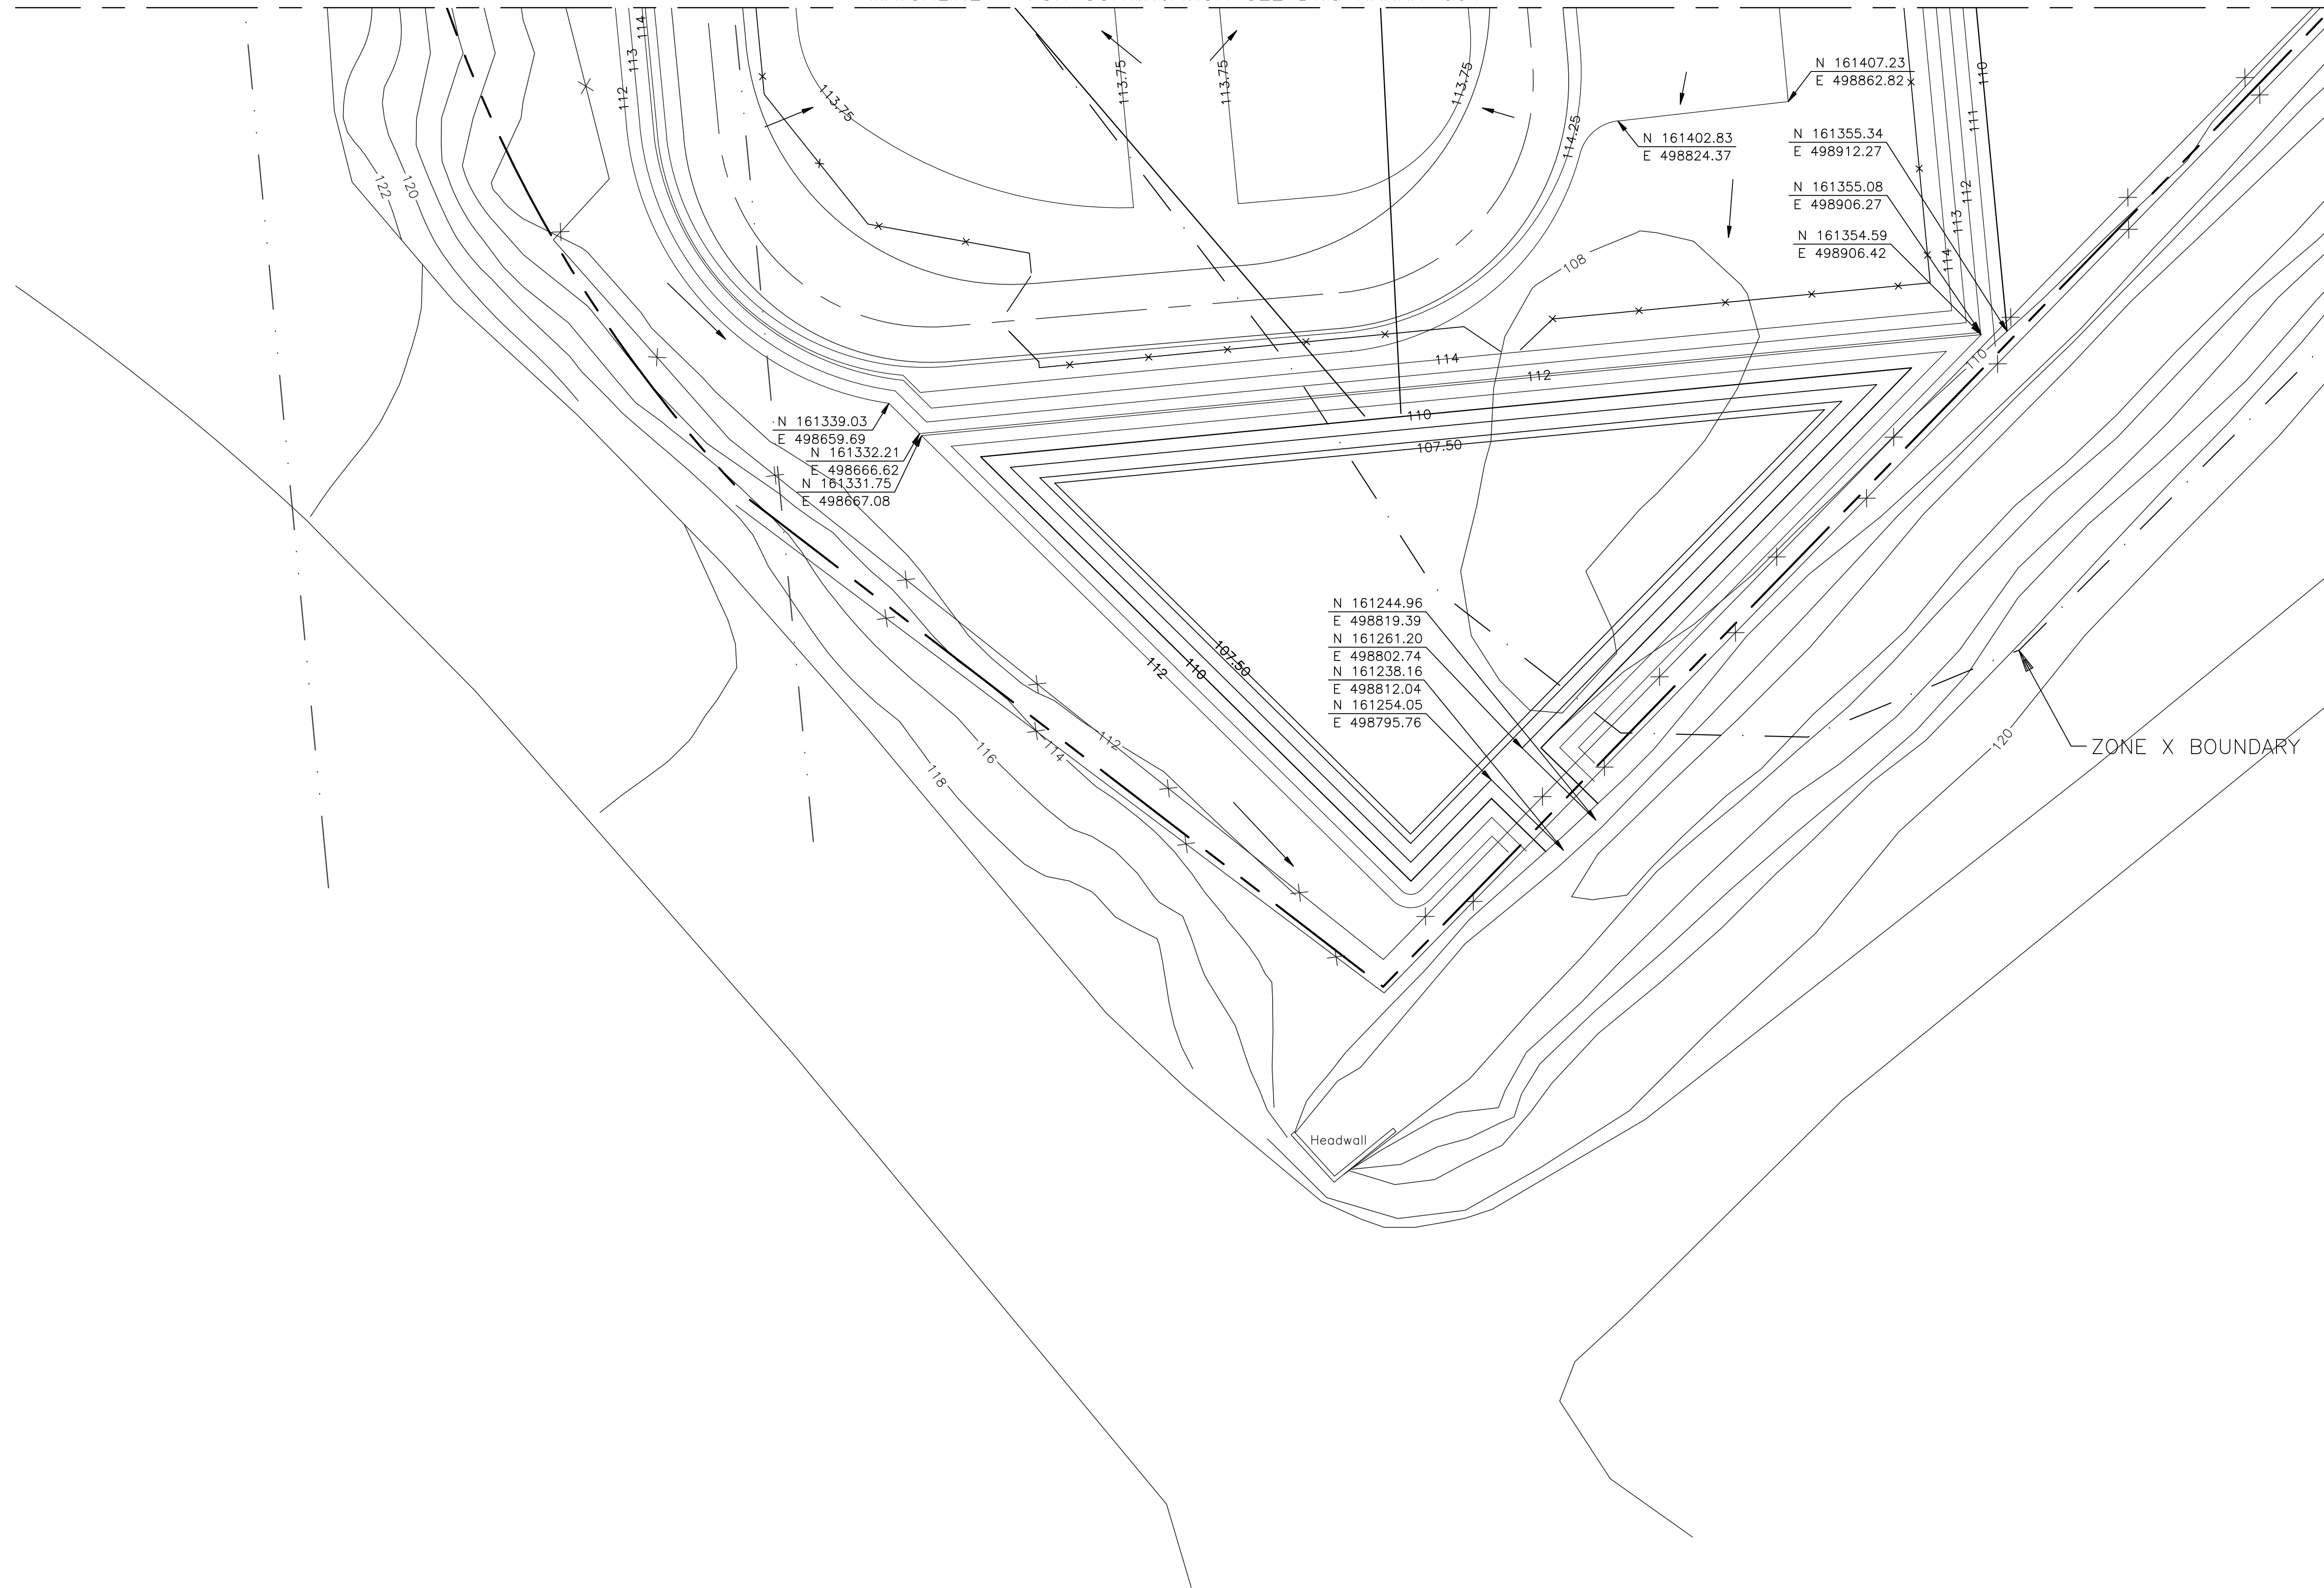 114
113
112
113.75
113.75
113.75
113.75
114.25
110
111
112
113
114
N 161407.23
E 498862.82
N 161402.83
E 498824.37
N 161355.34
E 498912.27
N 161355.08
E 498906.27
N 161354.59
E 498906.42
122
120
108
114
112
110
110
107.50
N 161339.03
E 498659.69
N 161332.21
E 498666.62
N 161331.75
E 498667.08
N 161244.96
E 498819.39
N 161261.20
E 498802.74
N 161238.16
E 498812.04
N 161254.05
E 498795.76
107.50
110
112
112
114
116
118
120
ZONE X BOUNDARY
Headwall